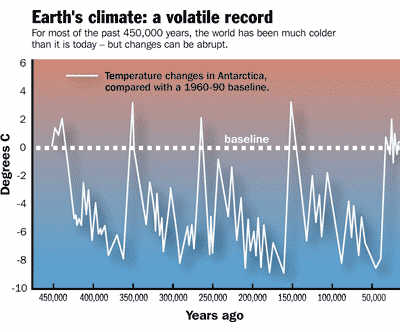 Earth's climate: a volatile record
For most of the past 450,000 years, the world has been much colder
than it is today – but changes can be abrupt.
6
Temperature changes in Antarctica,
compared with a 1960-90 baseline.
4
2
baseline
0
-2
-4
-6
-8
-10
Degrees C
450,000 400,000 350,000 300,000 250,000 200,000 150,000 100,000 50,000
Years ago